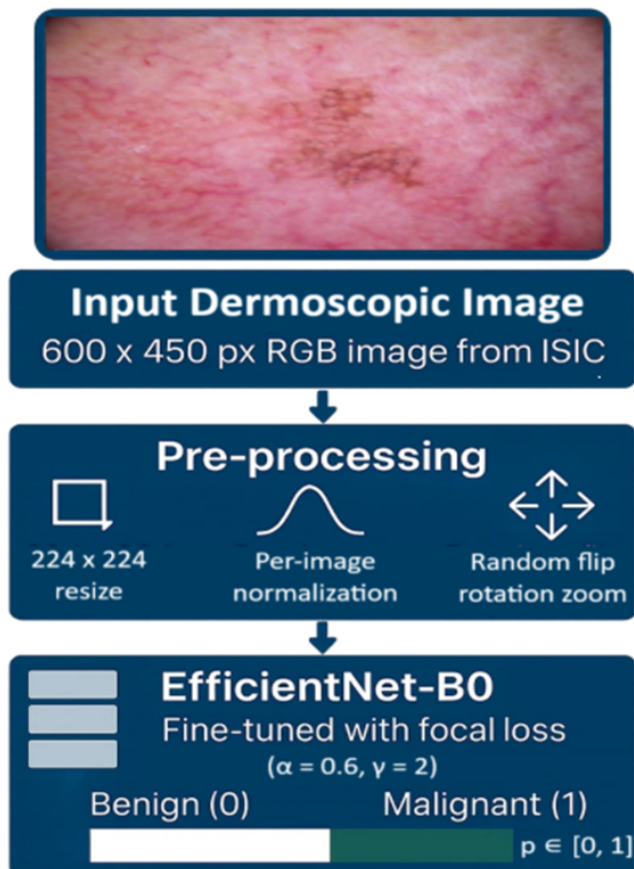 Input Dermoscopic Image
600 x 450 px RGB image from ISIC
Pre-processing
224 x 224
resize
Per-image
normalization
Random flip
rotation zoom
EfficientNet-B0
Fine-tuned with focal loss
(α = 0.6, γ = 2)
Benign (0) Malignant (1)
p ∈ [0, 1]